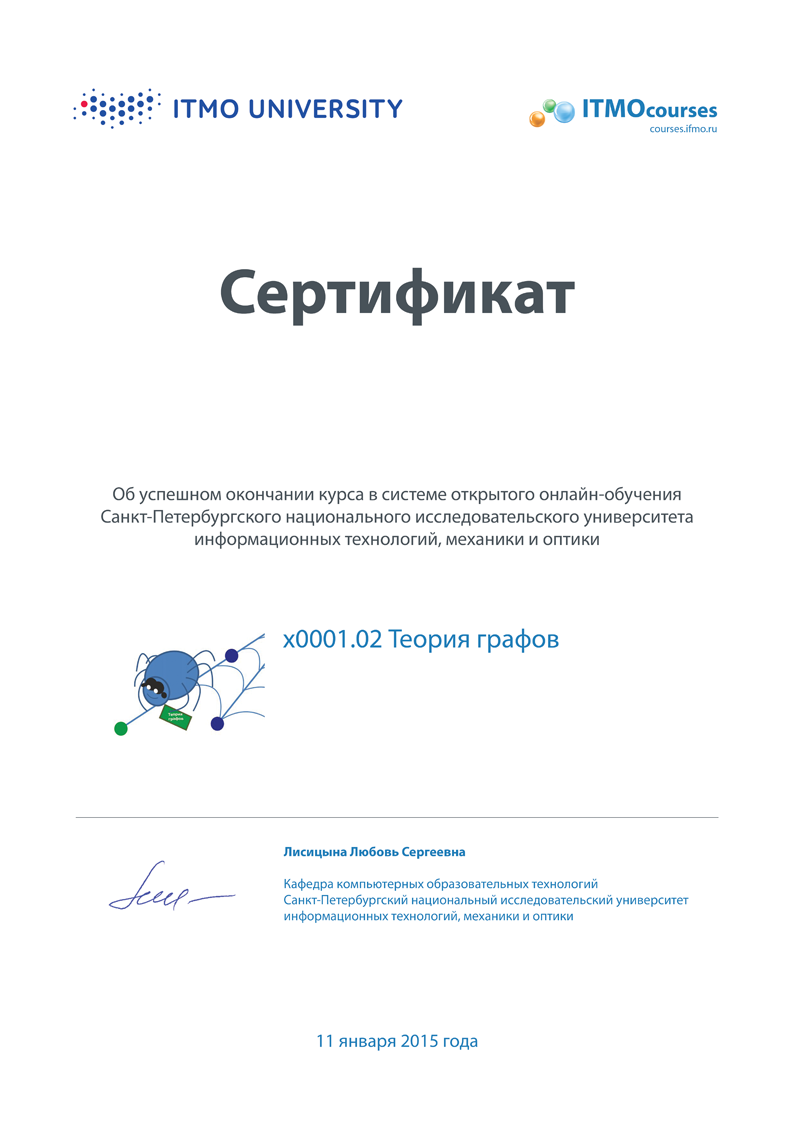 ITMO UNIVERSITY
ITMOcourses
courses.ifmo.ru
Сертификат
Об успешном окончании курса в системе открытого онлайн-обучения
Санкт-Петербургского национального исследовательского университета
информационных технологий, механики и оптики
x0001.02 Теория графов
Теория
графов
Лисицына Любовь Сергеевна
Кафедра компьютерных образовательных технологий
Санкт-Петербургский национальный исследовательский университет
информационных технологий, механики и оптики
11 января 2015 года